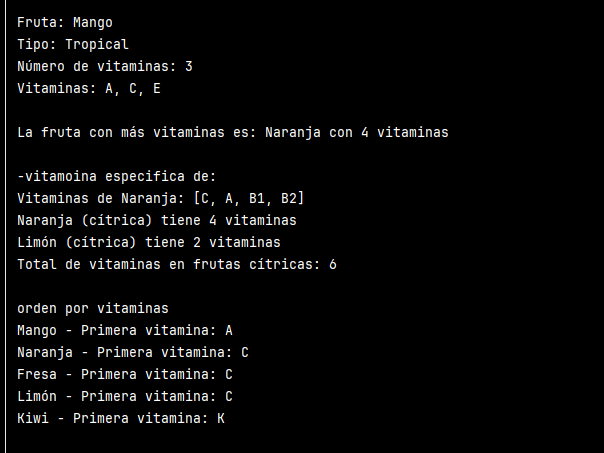 Fruta: Mango
Tipo: Tropical
Número de vitaminas: 3
Vitaminas: A, C, E
La fruta con más vitaminas es: Naranja con 4 vitaminas
-vitamoina especifica de:
Vitaminas de Naranja: [C, A, B1, B2]
Naranja (cítrica) tiene 4 vitaminas
Limón (cítrica) tiene 2 vitaminas
Total de vitaminas en frutas cítricas: 6
orden por vitaminas
Mango - Primera vitamina: A
Naranja - Primera vitamina: C
Fresa - Primera vitamina: C
Limón - Primera vitamina: C
Kiwi - Primera vitamina: K